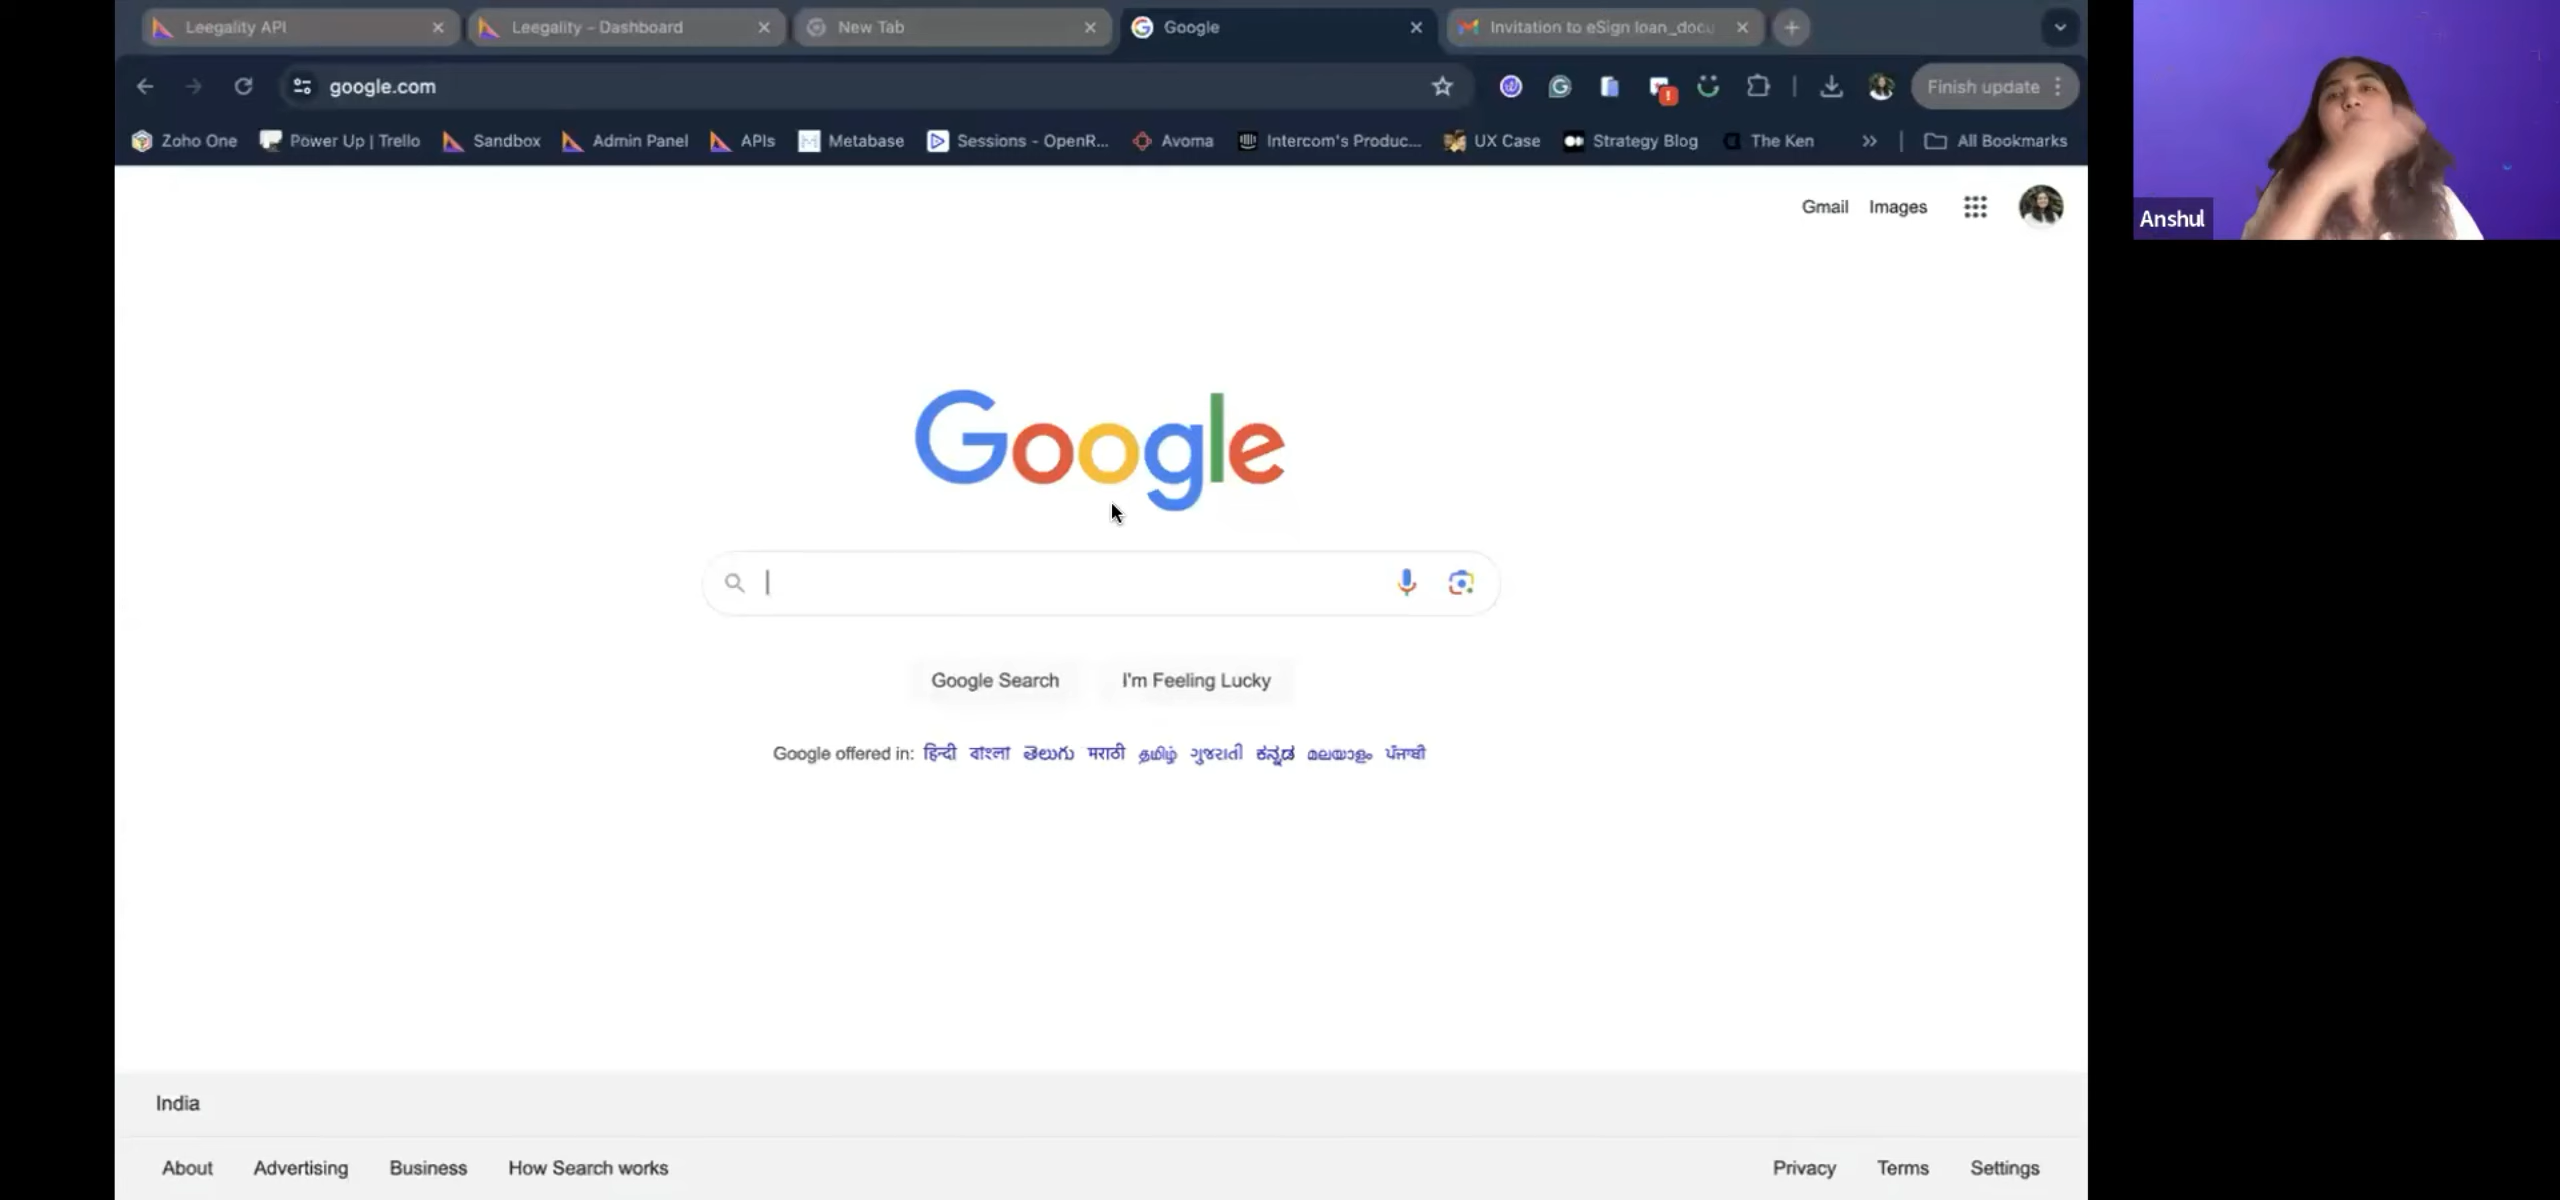 Leegality API
Leegality – Dashboard
New Tab
Google
Invitation to eSign loan_docu
google.com
Finish update
Zoho One
Power Up | Trello
Sandbox
Admin Panel
APIs
Metabase
Sessions - OpenR...
Avoma
Intercom's Produc...
UX Case
Strategy Blog
The Ken
All Bookmarks
Anshul
Gmail
Images
Google
Google Search
I'm Feeling Lucky
Google offered in: हिन्दी বাংলা తెలుగు मराठी தமிழ் ગુજરાતી ಕನ್ನಡ മലയാളം ਪੰਜਾਬੀ
India
About
Advertising
Business
How Search works
Privacy
Terms
Settings